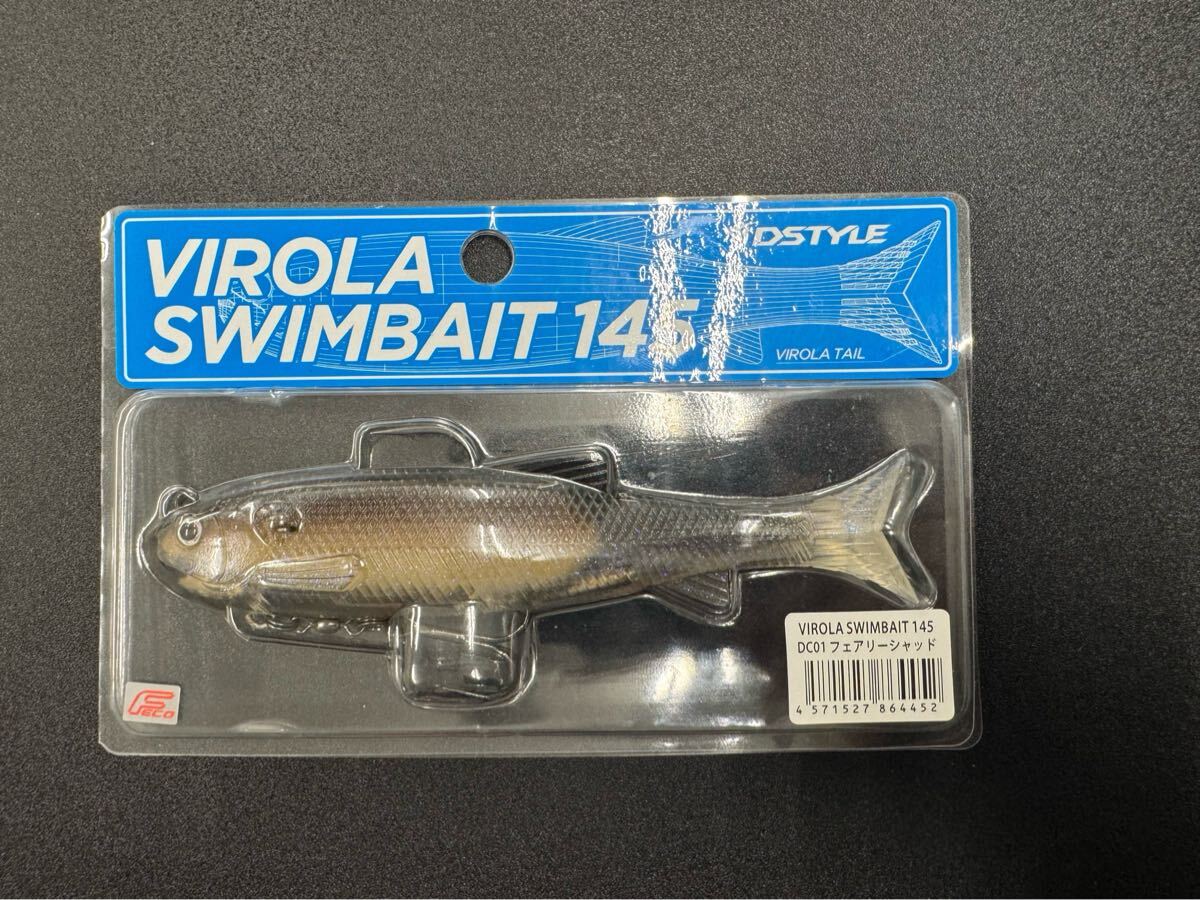 VIROLA
SWIMBAIT 145
DSTYLE
VIROLA TAIL
VIROLA SWIMBAIT 145
DC01 フェアリーシャッド
4 571527 864452
FECO